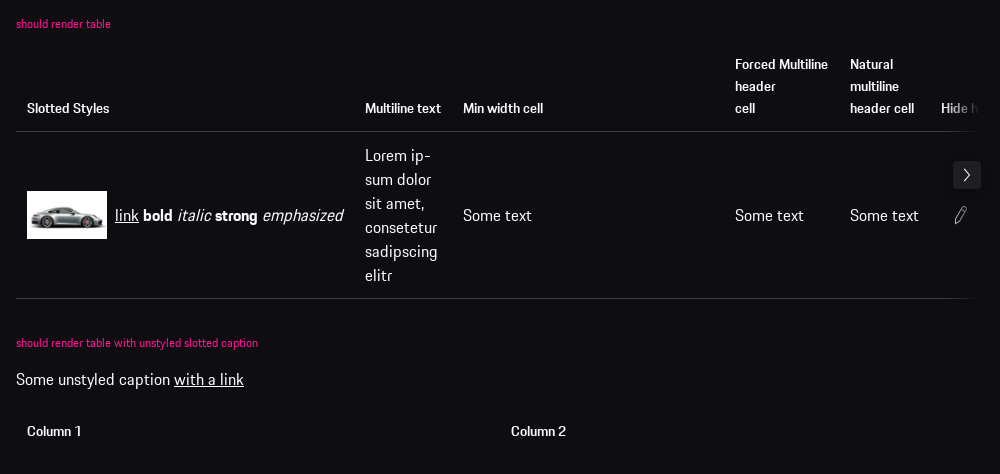 should render table
Forced Multiline
header
cell
Natural
multiline
header cell
Slotted Styles
Multiline text
Min width cell
Hide h
link bold italic strong emphasized
Lorem ip-
sum dolor
sit amet,
consetetur
sadipscing
elitr
Some text
Some text
Some text
should render table with unstyled slotted caption
Some unstyled caption with a link
Column 1
Column 2